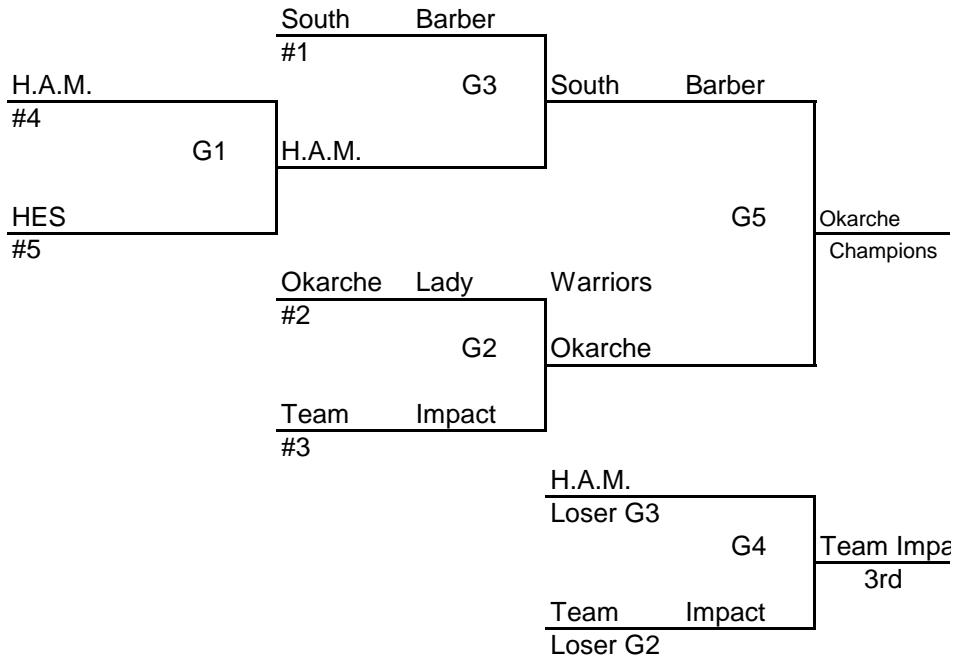 South Barber
#1
H.A.M.
G3
South Barber
#4
G1
H.A.M.
HES
G5
Okarche
#5
Champions
Okarche Lady Warriors
#2
G2
Okarche
Team Impact
#3
H.A.M.
Loser G3
G4
Team Impa
3rd
Team Impact
Loser G2